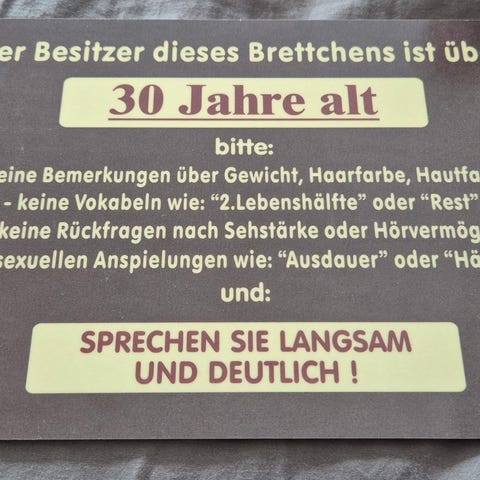 er Besitzer dieses Brettchens ist üb
30 Jahre alt
bitte:
eine Bemerkungen über Gewicht, Haarfarbe, Hautfa
- keine Vokabeln wie: “2.Lebenshälfte” oder “Rest”
keine Rückfragen nach Sehstärke oder Hörvermög
sexuellen Anspielungen wie: “Ausdauer” oder “Hä
und:
SPRECHEN SIE LANGSAM
UND DEUTLICH !